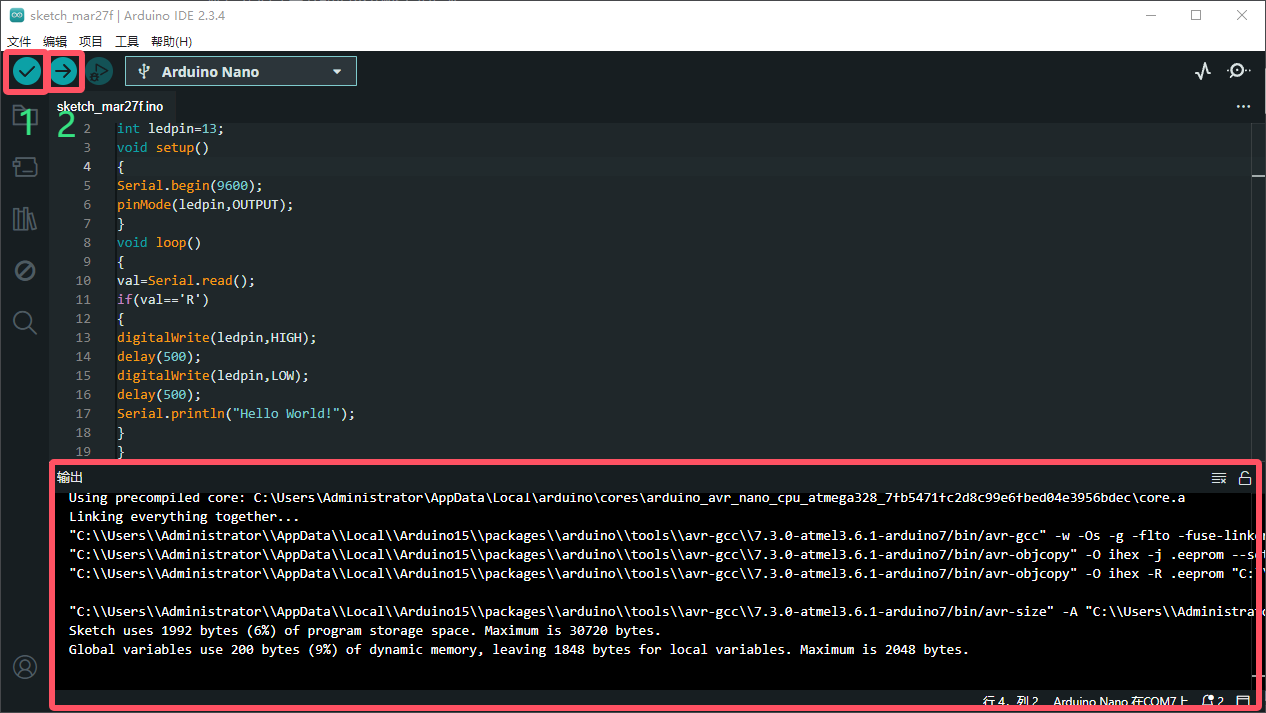 sketch_mar27f | Arduino IDE 2.3.4
文件 编辑 项目 工具 帮助(H)
Arduino Nano
1
2
sketch_mar27f.ino
2 int ledpin=13;
3 void setup()
4 {
5 Serial.begin(9600);
6 pinMode(ledpin,OUTPUT);
7 }
8 void loop()
9 {
10 val=Serial.read();
11 if(val=='R')
12 {
13 digitalWrite(ledpin,HIGH);
14 delay(500);
15 digitalWrite(ledpin,LOW);
16 delay(500);
17 Serial.println("Hello World!");
18 }
19 }
输出
Using precompiled core: C:\Users\Administrator\AppData\Local\arduino\cores\arduino_avr_nano_cpu_atmega328_7fb5471fc2d8c99e6fbed04e3956bdec\core.a
Linking everything together...
"C:\\Users\\Administrator\\AppData\\Local\\Arduino15\\packages\\arduino\\tools\\avr-gcc\\7.3.0-atmel3.6.1-arduino7/bin/avr-gcc" -w -Os -g -flto -fuse-linker
"C:\\Users\\Administrator\\AppData\\Local\\Arduino15\\packages\\arduino\\tools\\avr-gcc\\7.3.0-atmel3.6.1-arduino7/bin/avr-objcopy" -O ihex -j .eeprom --set
"C:\\Users\\Administrator\\AppData\\Local\\Arduino15\\packages\\arduino\\tools\\avr-gcc\\7.3.0-atmel3.6.1-arduino7/bin/avr-objcopy" -O ihex -R .eeprom "C:\
"C:\\Users\\Administrator\\AppData\\Local\\Arduino15\\packages\\arduino\\tools\\avr-gcc\\7.3.0-atmel3.6.1-arduino7/bin/avr-size" -A "C:\\Users\\Administrator
Sketch uses 1992 bytes (6%) of program storage space. Maximum is 30720 bytes.
Global variables use 200 bytes (9%) of dynamic memory, leaving 1848 bytes for local variables. Maximum is 2048 bytes.
行 4, 列 2 Arduino Nano 在COM7上 2